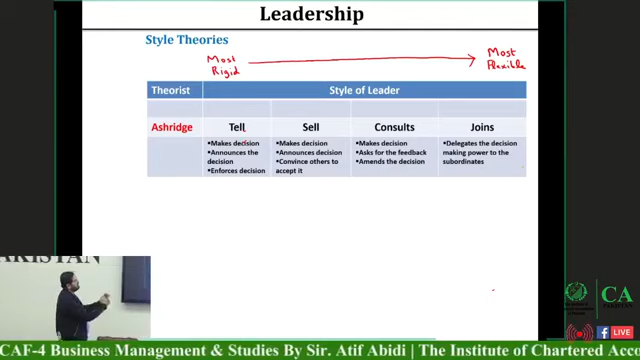 Leadership
Style Theories
Most Rigid
Most Flexible
Theorist
Style of Leader
Ashridge
Tell
Sell
Consults
Joins
▪Makes decision
▪Announces the
decision
▪Enforces decision
▪Makes decision
▪Announces decision
▪Convince others to
accept it
▪Makes decision
▪Asks for the feedback
▪Amends the decision
▪Delegates the decision
making power to the
subordinates
KISTAN
CA
f LIVE
CAF-4 Business Management & Studies By Sir. Atif Abidi | The Institute of Chartered Acc